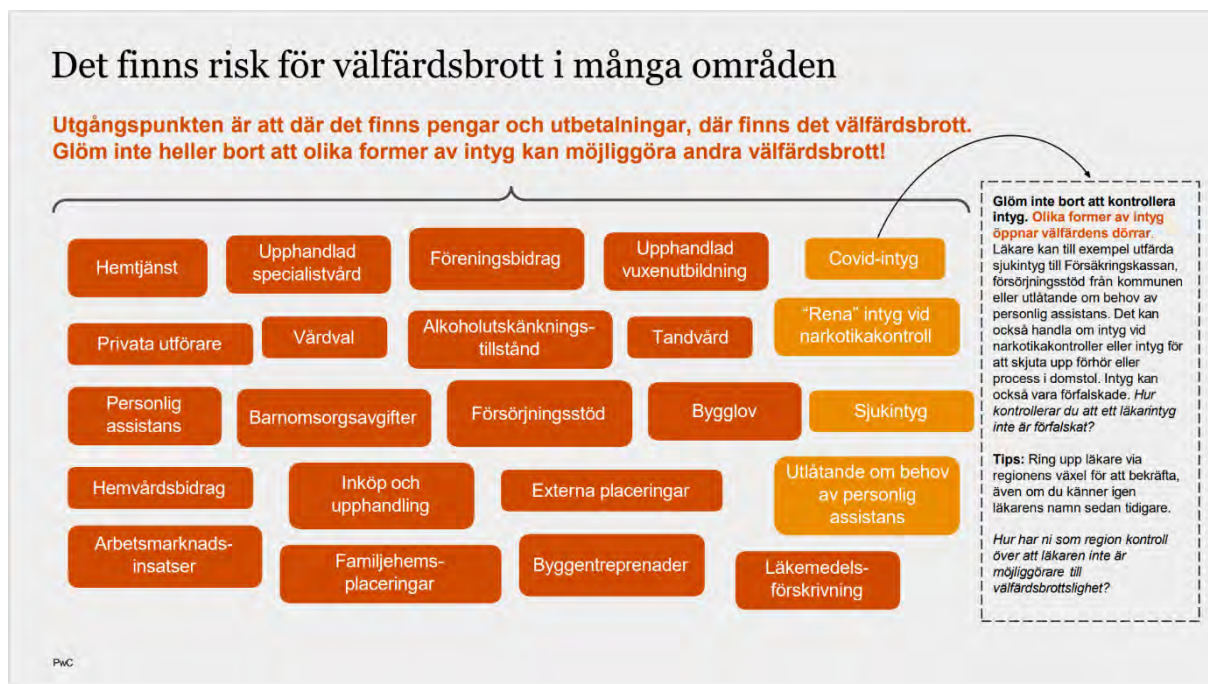 Det finns risk för välfärdsbrott i många områden
Utgångspunkten är att där det finns pengar och utbetalningar, där finns det välfärdsbrott.
Glöm inte heller bort att olika former av intyg kan möjliggöra andra välfärdsbrott!
Hemtjänst
Upphandlad
specialistvård
Föreningsbidrag
Upphandlad
vuxenutbildning
Covid-intyg
Privata utförare
Vårdval
Alkoholutskänknings-
tillstånd
Tandvård
"Rena" intyg vid
narkotikakontroll
Personlig
assistans
Barnomsorgsavgifter
Försörjningsstöd
Bygglov
Sjukintyg
Hemvårdsbidrag
Inköp och
upphandling
Externa placeringar
Utlåtande om behov
av personlig
assistans
Arbetsmarknads-
insatser
Familjehems-
placeringar
Byggentreprenader
Läkemedels-
förskrivning
Glöm inte bort att kontrollera
intyg. Olika former av intyg
öppnar välfärdens dörrar.
Läkare kan till exempel utfärda
sjukintyg till Försäkringskassan,
försörjningsstöd från kommunen
eller utlåtande om behov av
personlig assistans. Det kan
också handla om intyg vid
narkotikakontroller eller intyg för
att skjuta upp förhör eller
process i domstol. Intyg kan
också vara förfalskade. Hur
kontrollerar du att ett läkarintyg
inte är förfalskat?
Tips: Ring upp läkare via
regionens växel för att bekräfta,
även om du känner igen
läkarens namn sedan tidigare.
Hur har ni som region kontroll
över att läkaren inte är
möjliggörare till
välfärdsbrottslighet?
PwC